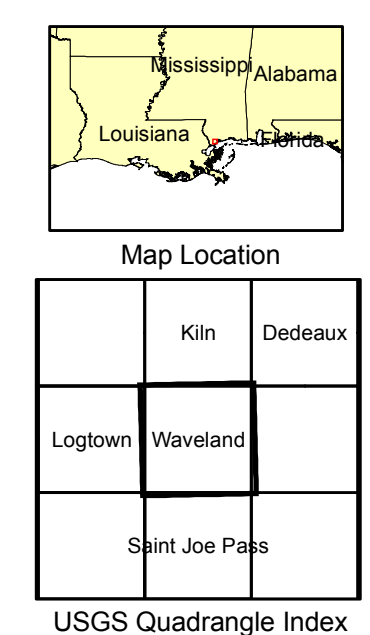 Mississippi
Alabama
Louisiana
Florida
Map Location
Kiln Dedeaux
Logtown Waveland
Saint Joe Pass
USGS Quadrangle Index